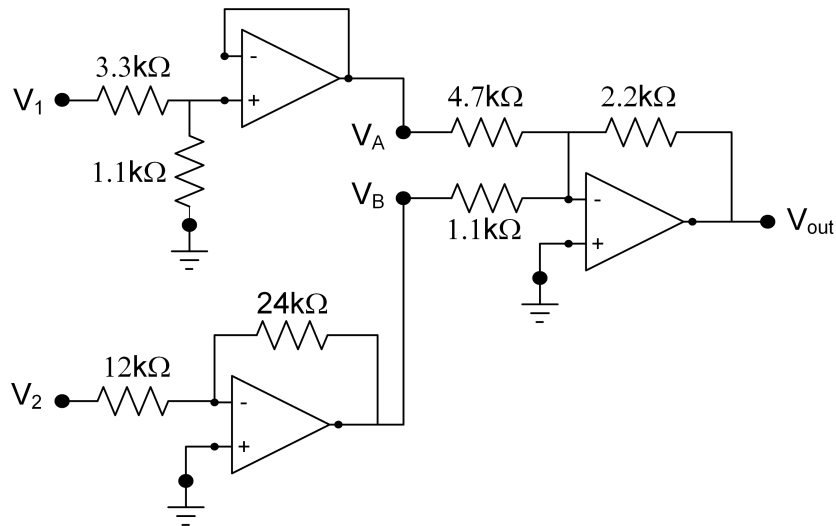 -
3.3kΩ
V1
+
1.1kΩ
4.7kΩ
2.2kΩ
VA
VB
1.1kΩ
-
+
Vout
24kΩ
12kΩ
V2
-
+